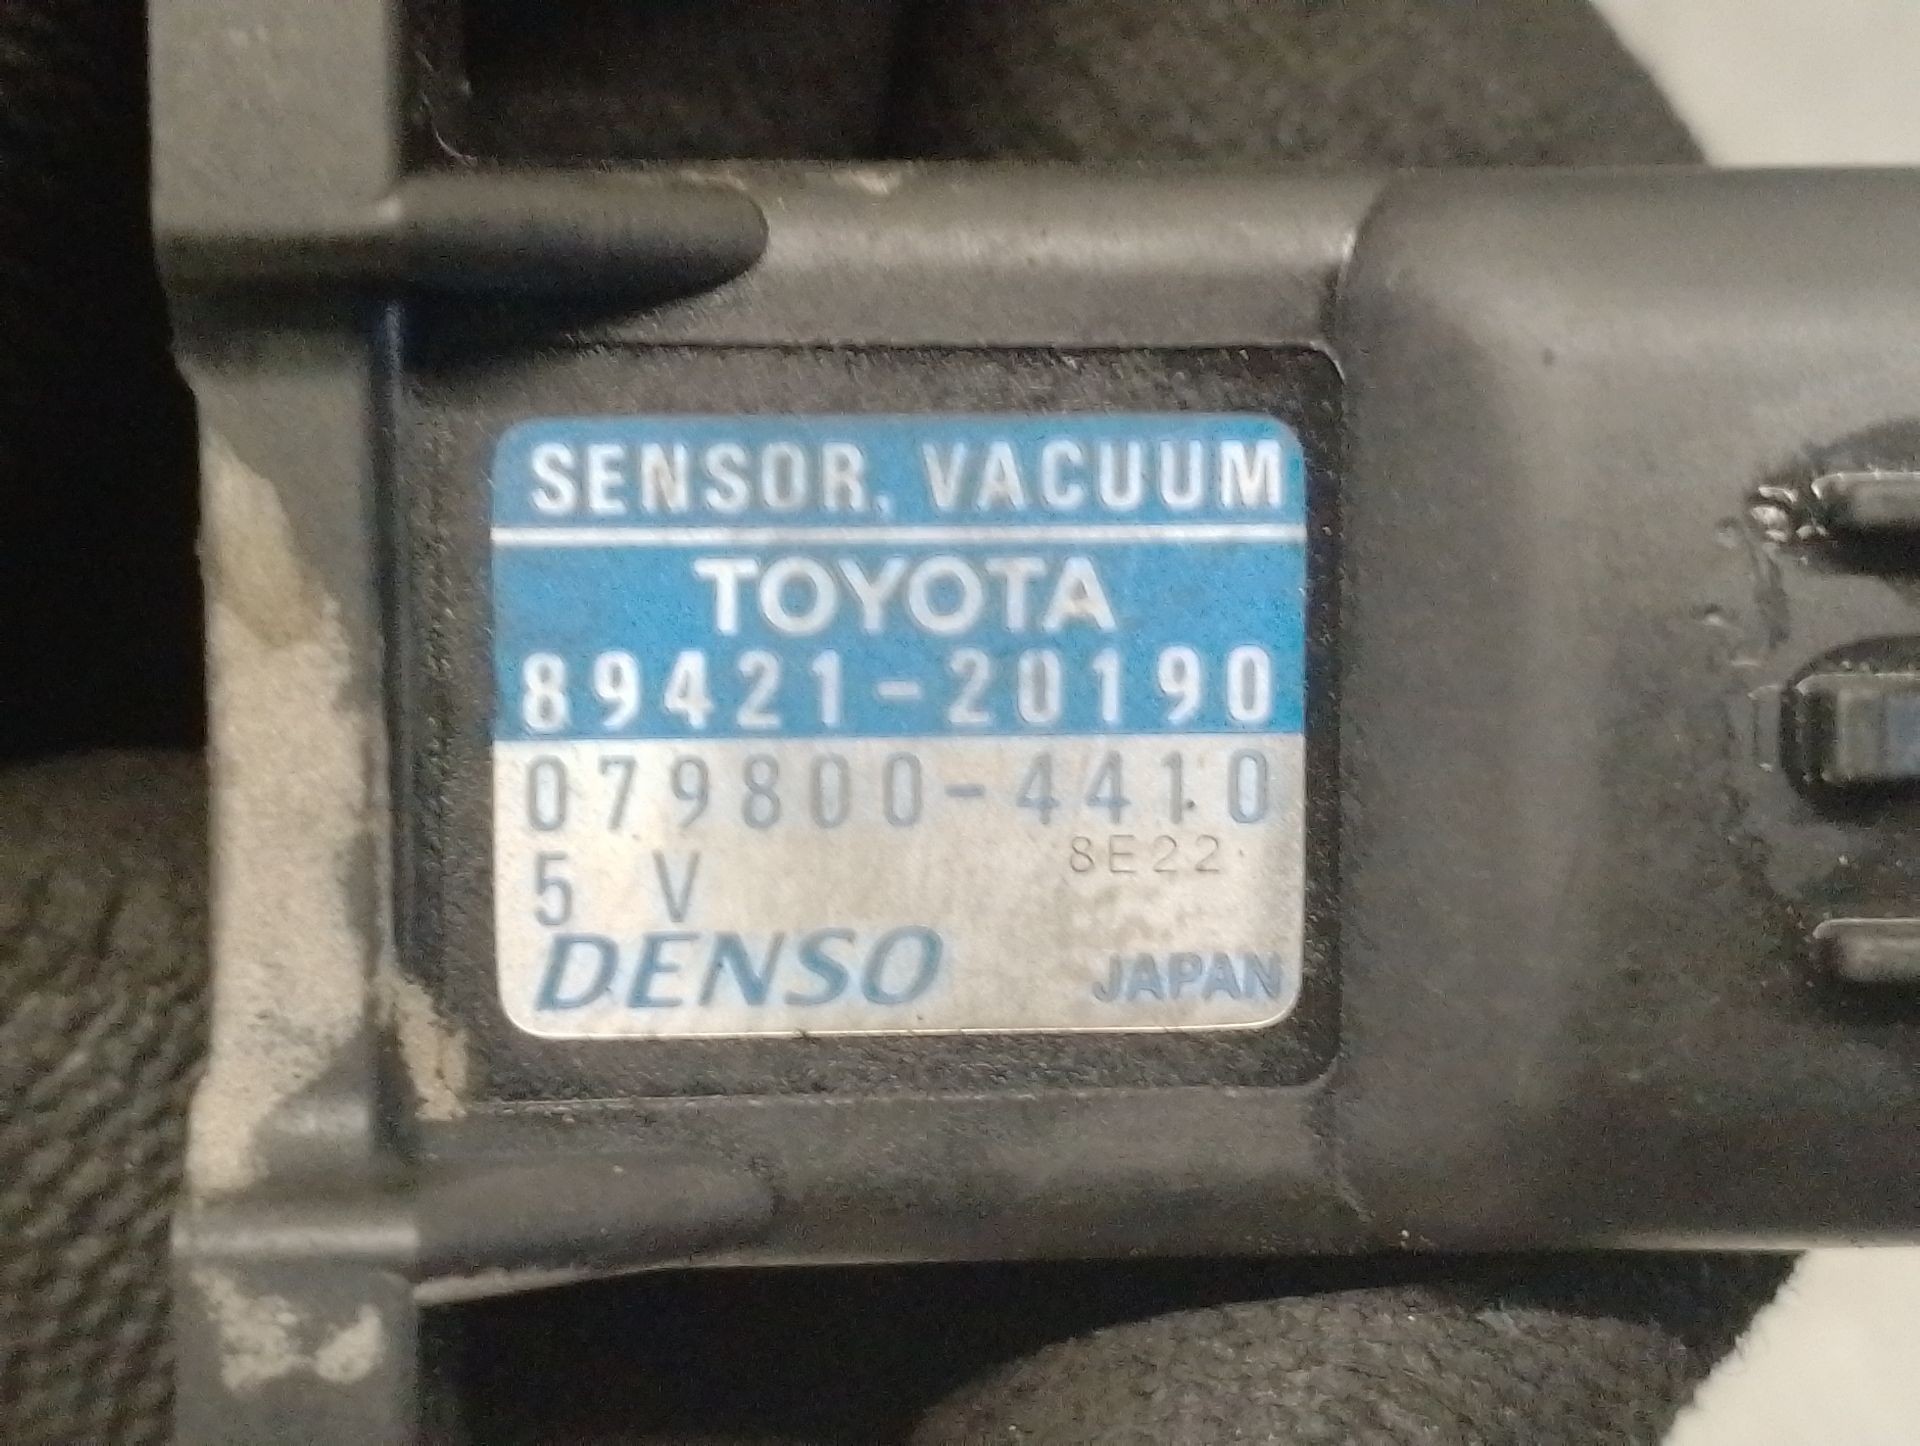 SENSOR, VACUUM
TOYOTA
89421-20190
079800-4410
8E22
5 V
DENSO JAPAN